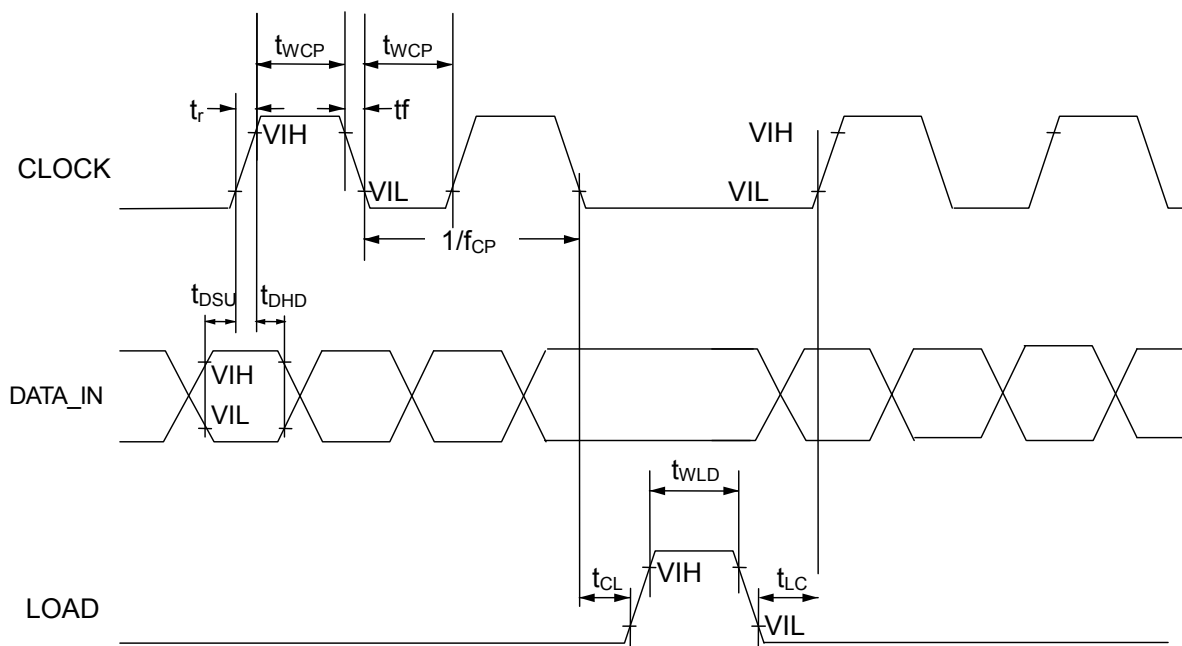 tWCP tWCP
tr tf
VIH VIH
CLOCK
VIL VIL
1/fCP
tDSU tDHD
VIH
DATA_IN
VIL
tWLD
tCL VIH tLC
LOAD
VIL